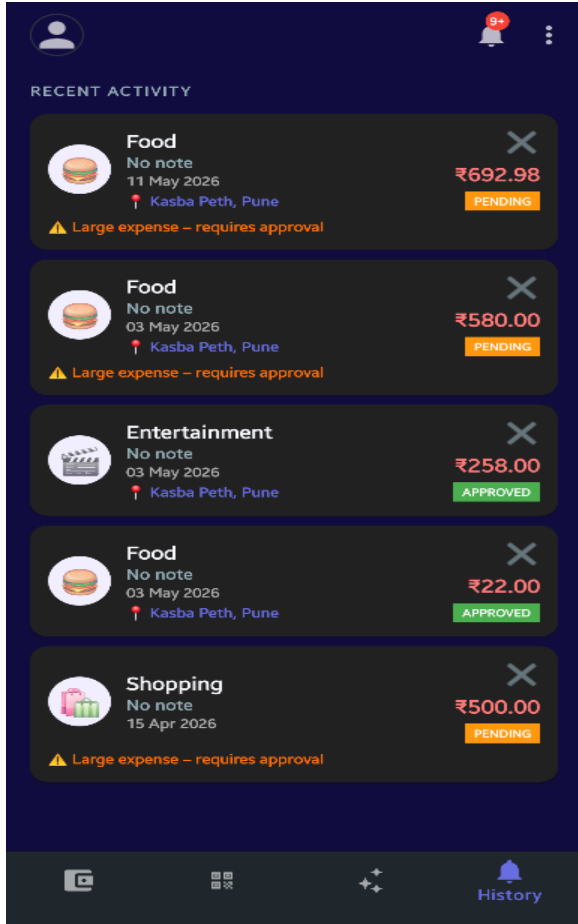 9+
RECENT ACTIVITY
Food
No note
₹692.98
11 May 2026
Kasba Peth, Pune
PENDING
Large expense – requires approval
Food
No note
₹580.00
03 May 2026
Kasba Peth, Pune
PENDING
Large expense – requires approval
Entertainment
No note
₹258.00
03 May 2026
Kasba Peth, Pune
APPROVED
Food
No note
₹22.00
03 May 2026
Kasba Peth, Pune
APPROVED
Shopping
No note
₹500.00
15 Apr 2026
PENDING
Large expense – requires approval
History